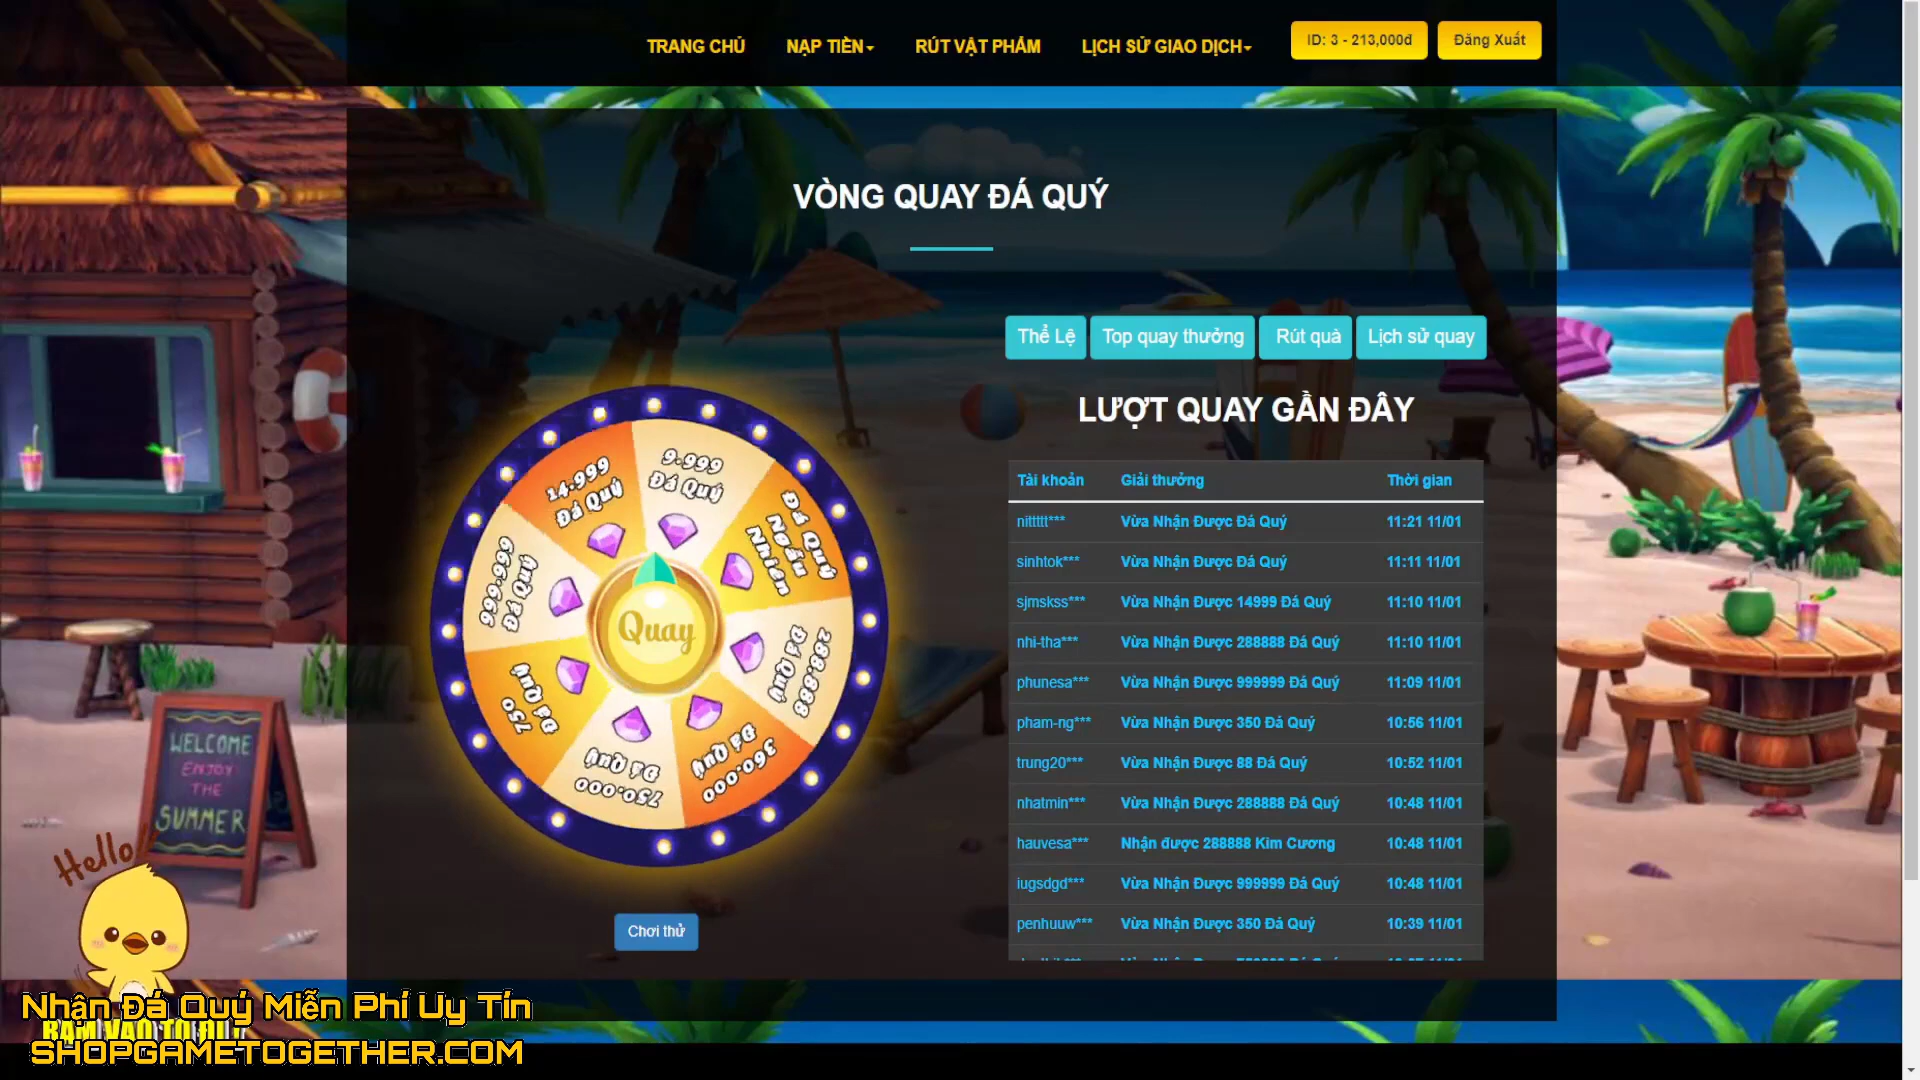 TRANG CHỦ
NẠP TIỀN
RÚT VẬT PHẨM
LỊCH SỬ GIAO DỊCH
ID: 3 - 213,000đ
Đăng Xuất
VÒNG QUAY ĐÁ QUÝ
Thể Lệ
Top quay thưởng
Rút quà
Lịch sử quay
LƯỢT QUAY GẦN ĐÂY
Tài khoản Giải thưởng Thời gian
nittttt*** Vừa Nhận Được Đá Quý 11:21 11/01
sinhtok*** Vừa Nhận Được Đá Quý 11:11 11/01
sjmskss*** Vừa Nhận Được 14999 Đá Quý 11:10 11/01
nhi-tha*** Vừa Nhận Được 288888 Đá Quý 11:10 11/01
phunesa*** Vừa Nhận Được 999999 Đá Quý 11:09 11/01
pham-ng*** Vừa Nhận Được 350 Đá Quý 10:56 11/01
trung20*** Vừa Nhận Được 88 Đá Quý 10:52 11/01
nhatmin*** Vừa Nhận Được 288888 Đá Quý 10:48 11/01
hauvesa*** Nhận được 288888 Kim Cương 10:48 11/01
iugsdgd*** Vừa Nhận Được 999999 Đá Quý 10:48 11/01
penhuuw*** Vừa Nhận Được 350 Đá Quý 10:39 11/01
9.999
Đá Quý
Đá Quý
Ngẫu
Nhiên
288.888
Đá Quý
360.000
Đá Quý
750.000
Đá Quý
750
Đá Quý
999.999
Đá Quý
14.999
Đá Quý
Quay
Chơi thử
WELCOME
ENJOY
THE
SUMMER
Hello!
Nhận Đá Quý Miễn Phí Uy Tín
SHOPGAMETOGETHER.COM